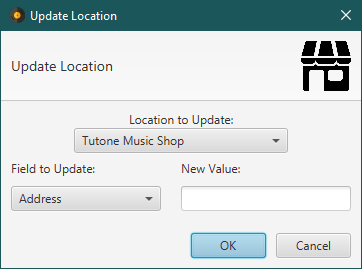 Update Location
Update Location
Location to Update:
Tutone Music Shop
Field to Update:
New Value:
Address
OK
Cancel